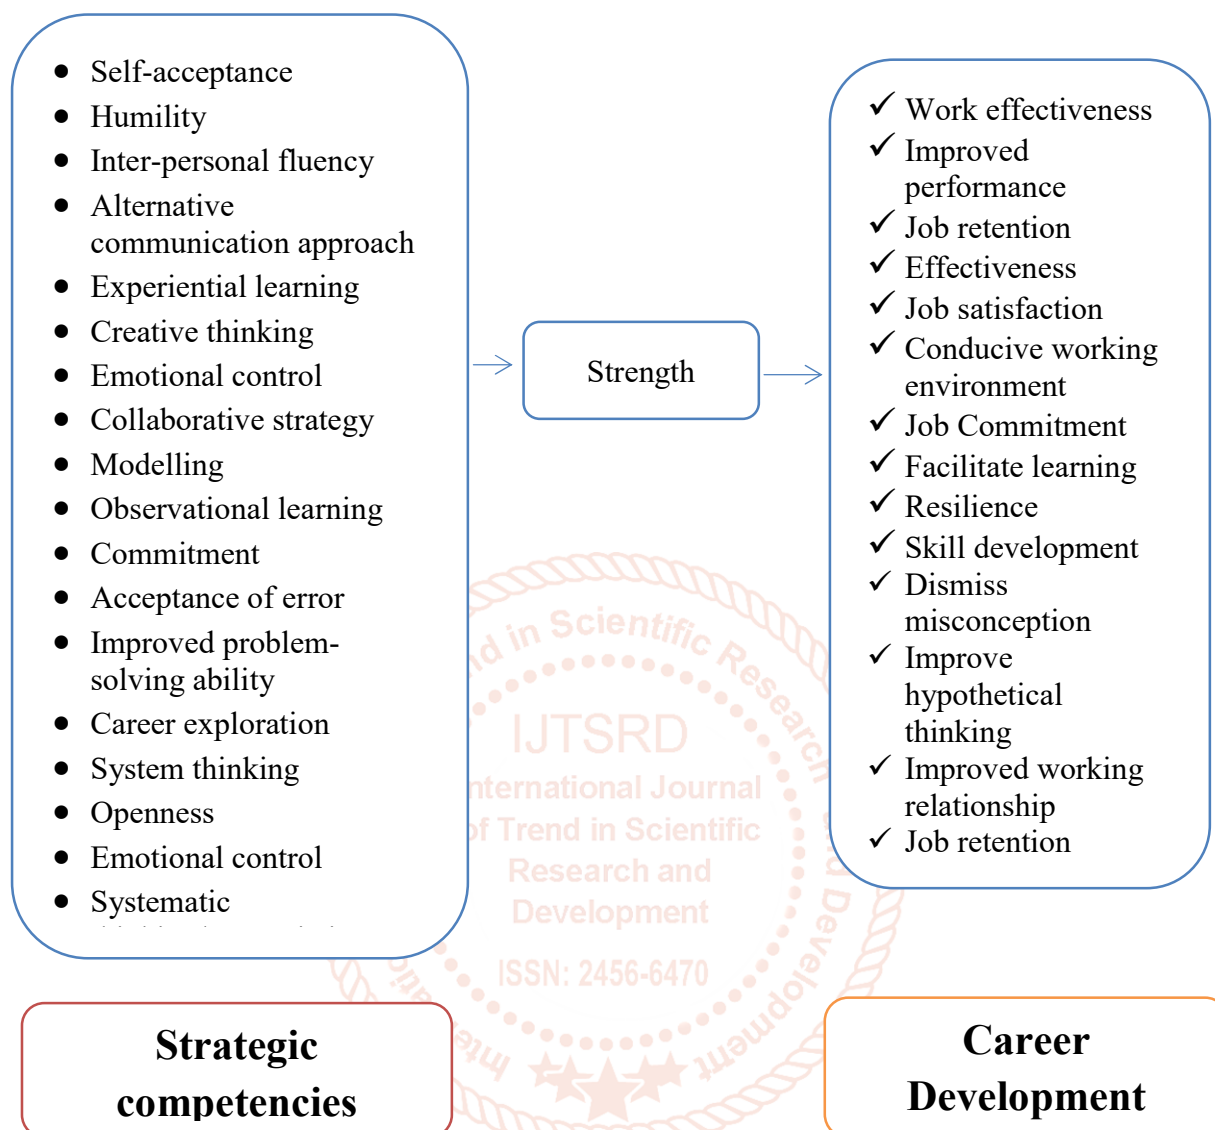 Self-acceptance
Humility
Inter-personal fluency
Alternative
communication approach
Experiential learning
Creative thinking
Emotional control
Collaborative strategy
Modelling
Observational learning
Commitment
Acceptance of error
Improved problem-
solving ability
Career exploration
System thinking
Openness
Emotional control
Systematic
Strength
Work effectiveness
Improved
performance
Job retention
Effectiveness
Job satisfaction
Conducive working
environment
Job Commitment
Facilitate learning
Resilience
Skill development
Dismiss
misconception
Improve
hypothetical
thinking
Improved working
relationship
Job retention
in Scientific Research
Development
IJTSRD
Journal
of Trend in Scientific
Research and
Development
ISSN: 2456-6470
Strategic
competencies
Career
Development